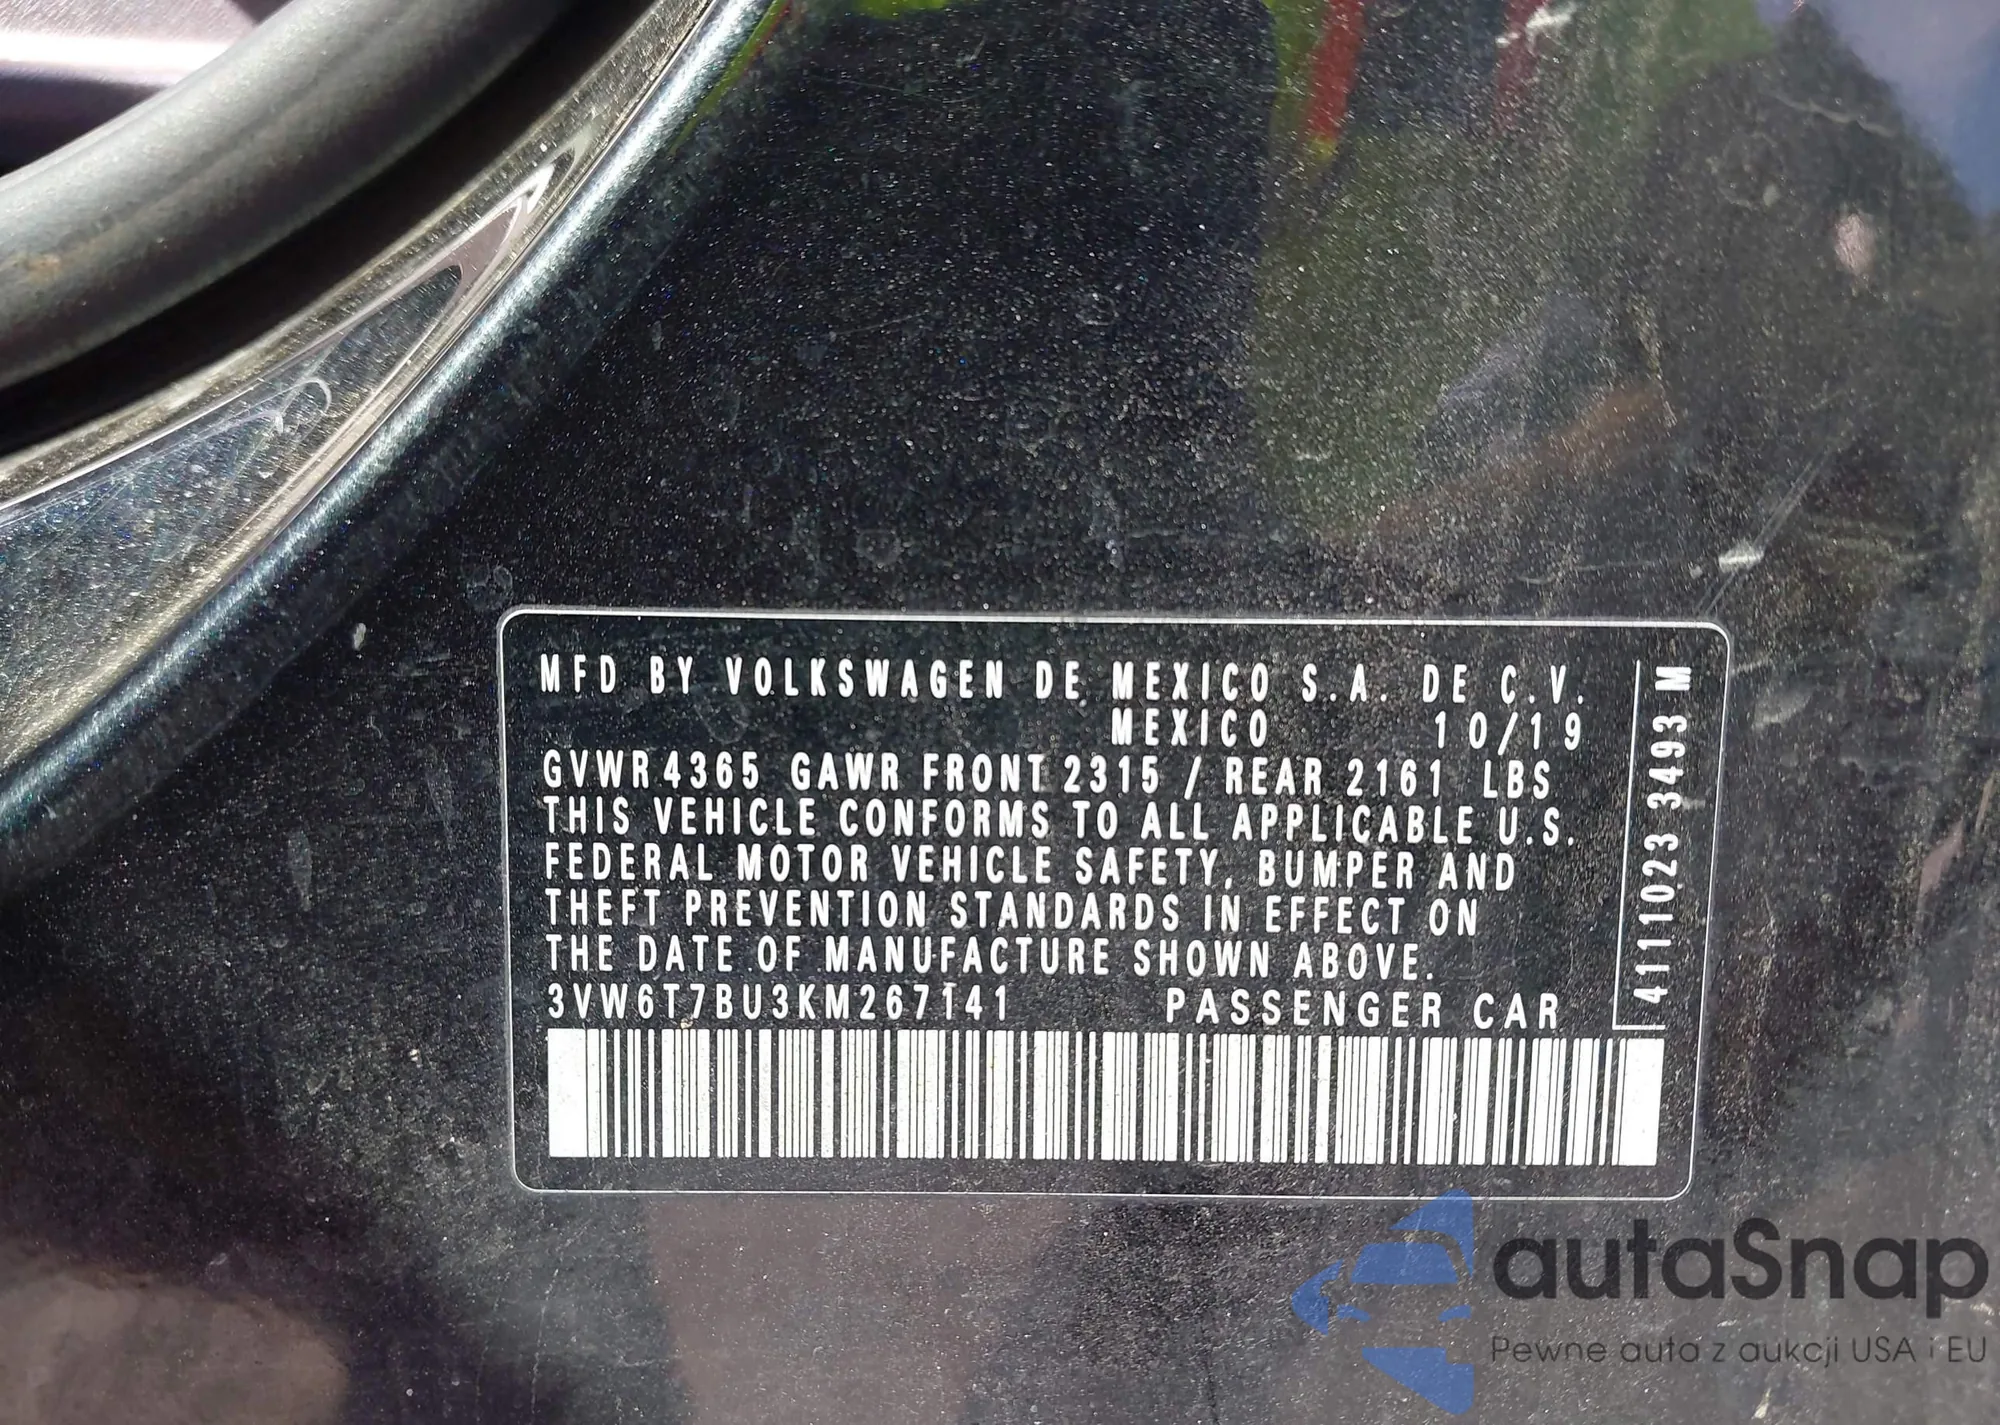 MFD BY VOLKSWAGEN DE MEXICO S.A. DE C.V.
MEXICO 10/19
GVWR 4365 GAWR FRONT 2315 / REAR 2161 LBS
THIS VEHICLE CONFORMS TO ALL APPLICABLE U.S.
FEDERAL MOTOR VEHICLE SAFETY, BUMPER AND
THEFT PREVENTION STANDARDS IN EFFECT ON
THE DATE OF MANUFACTURE SHOWN ABOVE.
3VW6T7BU3KM267141 PASSENGER CAR
4111023 3493 M
autaSnap
Pewne auta z aukcji USA i EU